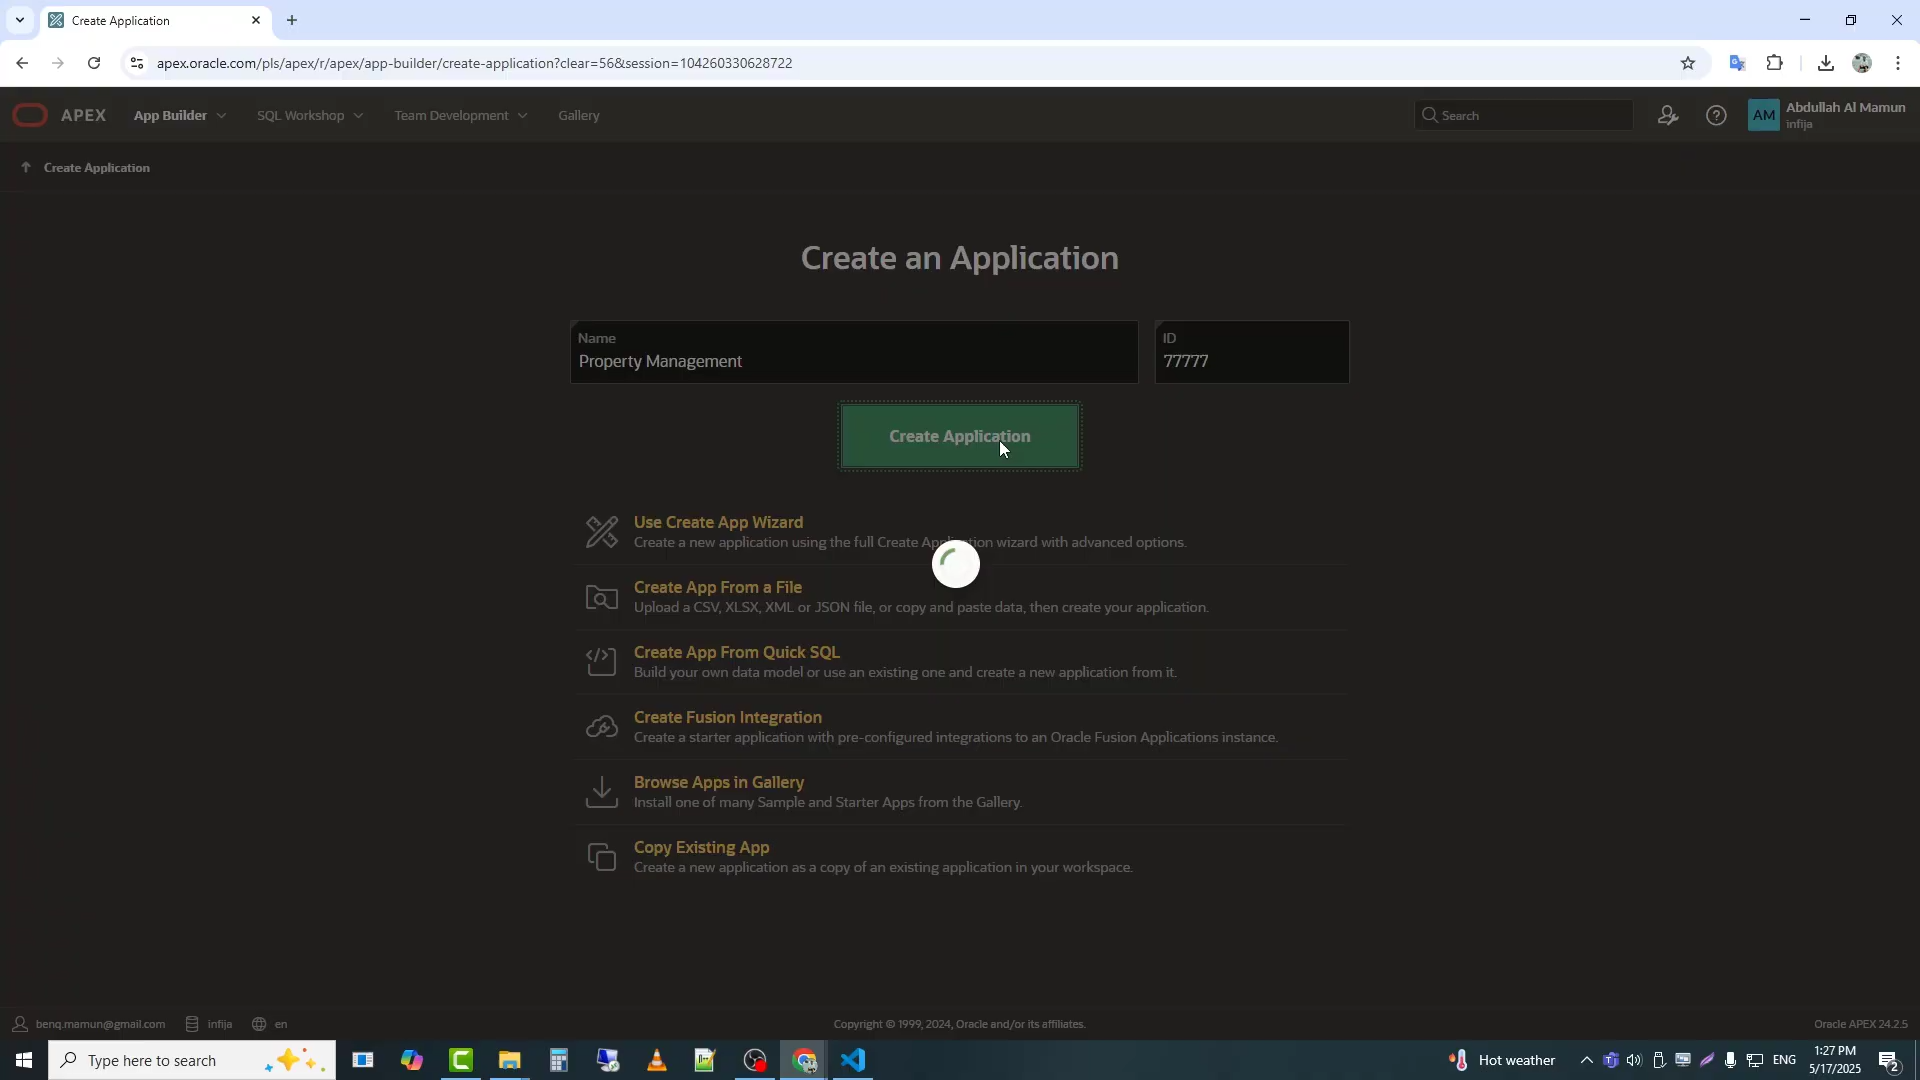 Create Application
apex.oracle.com/pls/apex/r/apex/app-builder/create-application?clear=56&session=104260330628722
APEX App Builder SQL Workshop Team Development Gallery Search AM Abdullah Al Mamun
infija
Create Application
Create an Application
Name ID
Property Management 77777
Create Application
Use Create App Wizard
Create a new application using the full Create Application wizard with advanced options.
Create App From a File
Upload a CSV, XLSX, XML or JSON file, or copy and paste data, then create your application.
Create App From Quick SQL
Build your own data model or use an existing one and create a new application from it.
Create Fusion Integration
Create a starter application with pre-configured integrations to an Oracle Fusion Applications instance.
Browse Apps in Gallery
Install one of many Sample and Starter Apps from the Gallery.
Copy Existing App
Create a new application as a copy of an existing application in your workspace.
benq.mamun@gmail.com infija en Copyright © 1999, 2024, Oracle and/or its affiliates. Oracle APEX 24.2.5
Type here to search Hot weather ENG 1:27 PM
5/17/2025 2